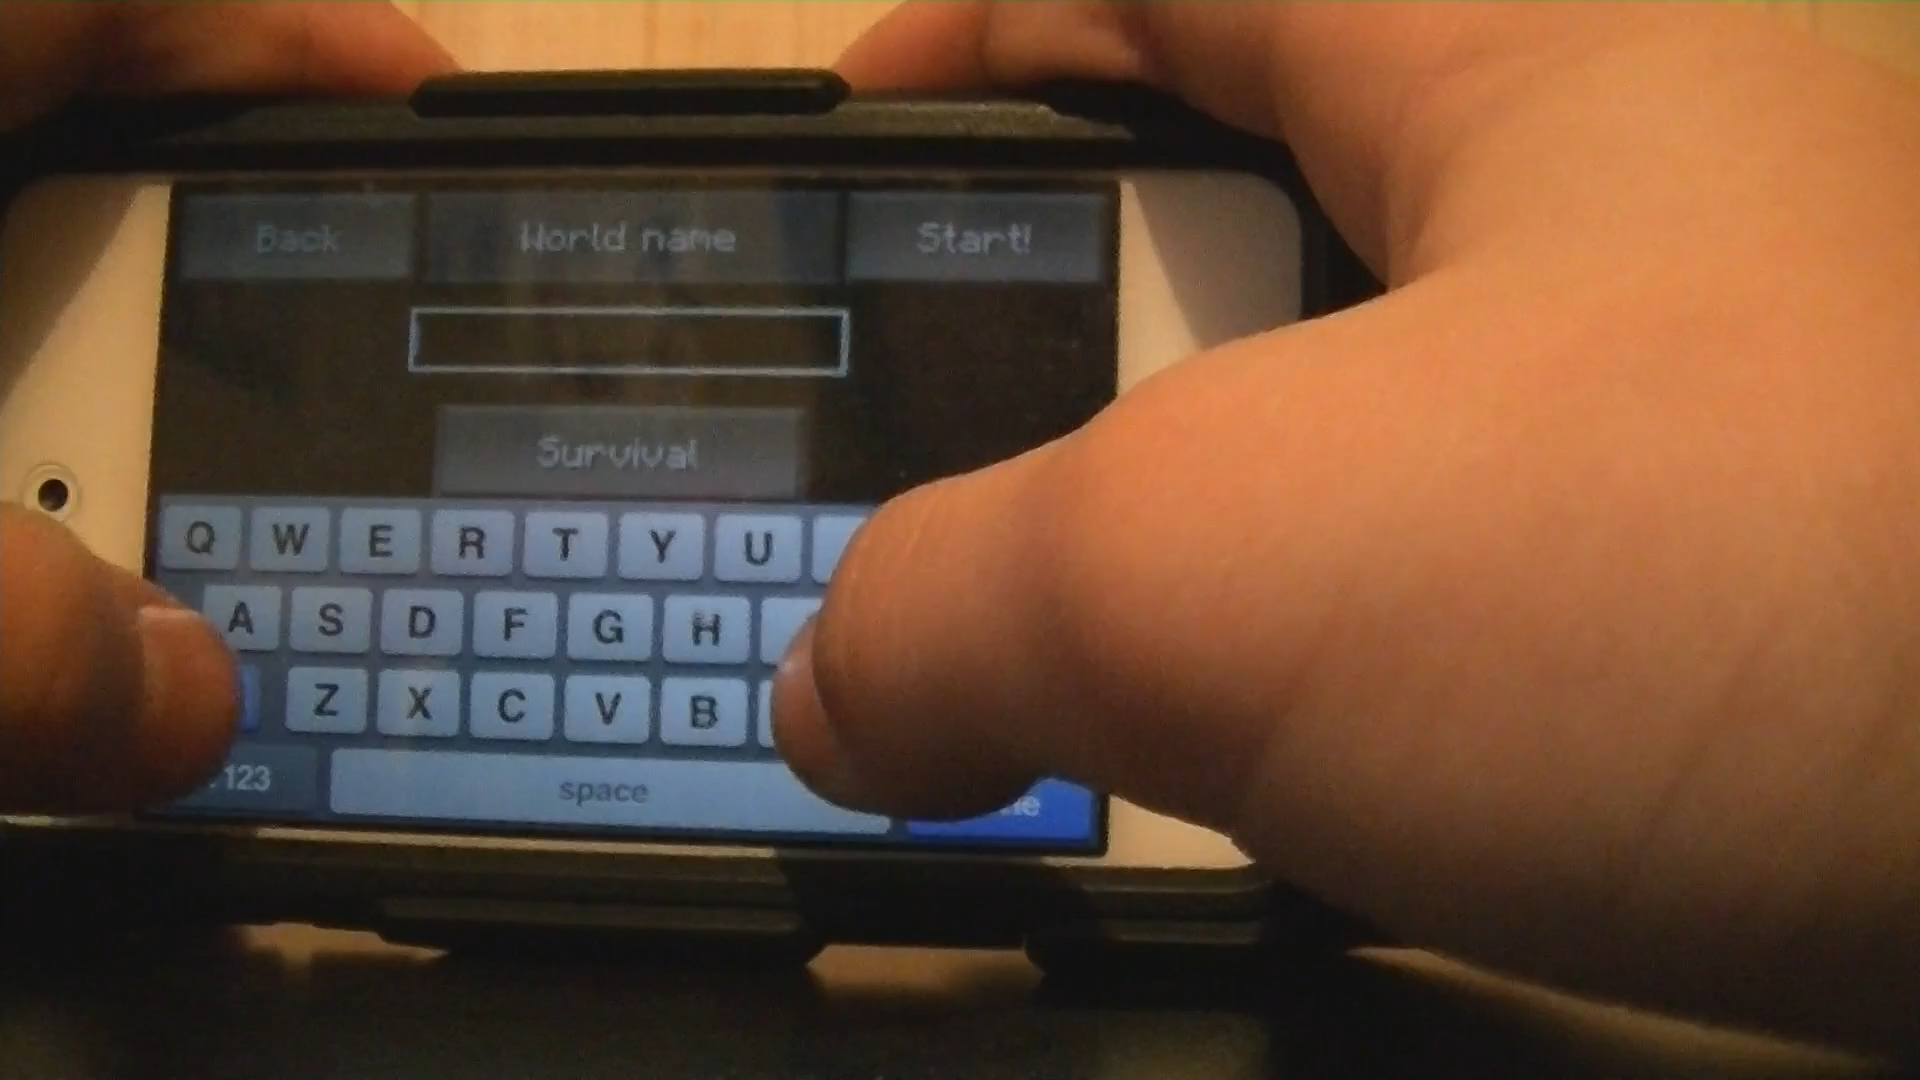 Back World name Start!
Survival
Q W E R T Y U
A S D F G H
Z X C V B
123 space